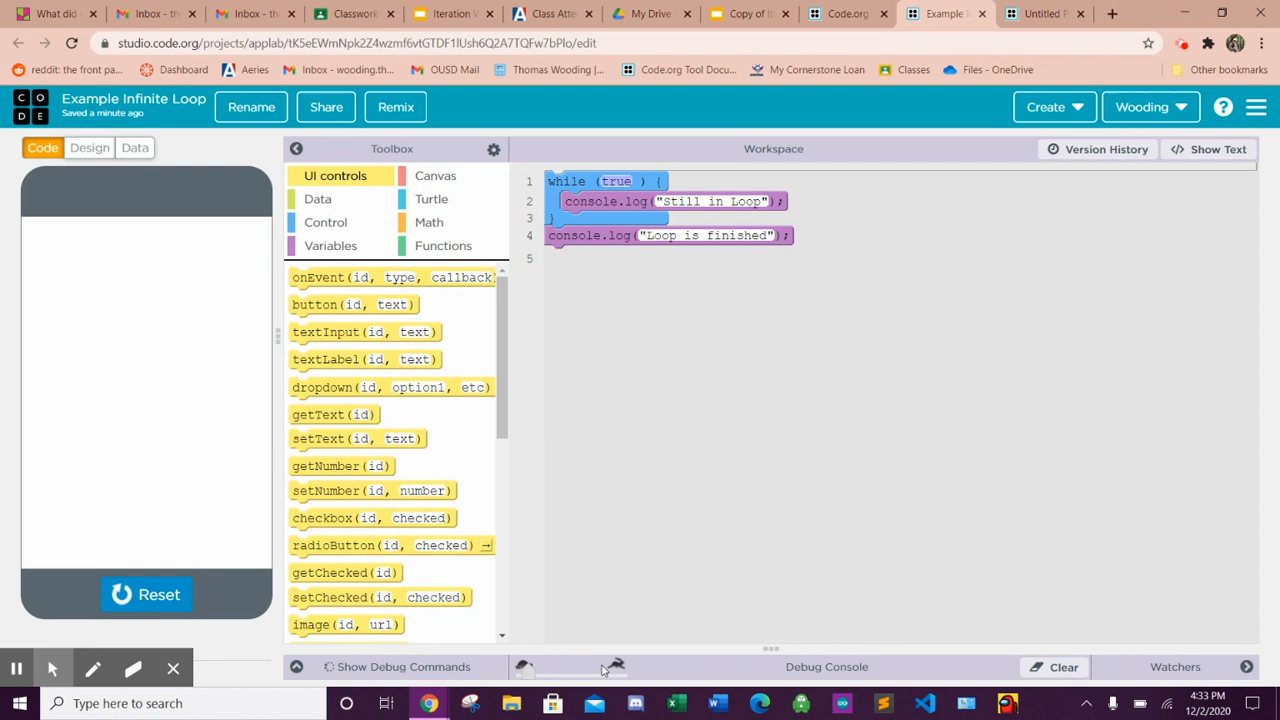 What did
Inbox - th
Inbox - th
Classwork
Iteration V
Class Atte
My Drive
Copy of It
Code.org
Example I
Untitled P
studio.code.org/projects/applab/tK5eEWmNpk2Z4wzmf6vtGTDF1lUsh6Q2A7TQFw7bPlo/edit
reddit: the front pa...
Dashboard
Aeries
Inbox - wooding.th...
OUSD Mail
Thomas Wooding |...
Code.org Tool Docu...
My Cornerstone Loan
Classes
Files - OneDrive
Other bookmarks
C O
D E
Example Infinite Loop
Saved a minute ago
Rename
Share
Remix
Create
Wooding
?
Code
Design
Data
Toolbox
Workspace
Version History
</> Show Text
UI controls
Canvas
Data
Turtle
Control
Math
Variables
Functions
onEvent(id, type, callback)
button(id, text)
textInput(id, text)
textLabel(id, text)
dropdown(id, option1, etc)
getText(id)
setText(id, text)
getNumber(id)
setNumber(id, number)
checkbox(id, checked)
radioButton(id, checked)
getChecked(id)
setChecked(id, checked)
image(id, url)
1 while (true ) {
2 console.log("Still in Loop");
3 }
4 console.log("Loop is finished");
5
Reset
Show Debug Commands
Debug Console
Clear
Watchers
Type here to search
4:33 PM
12/2/2020